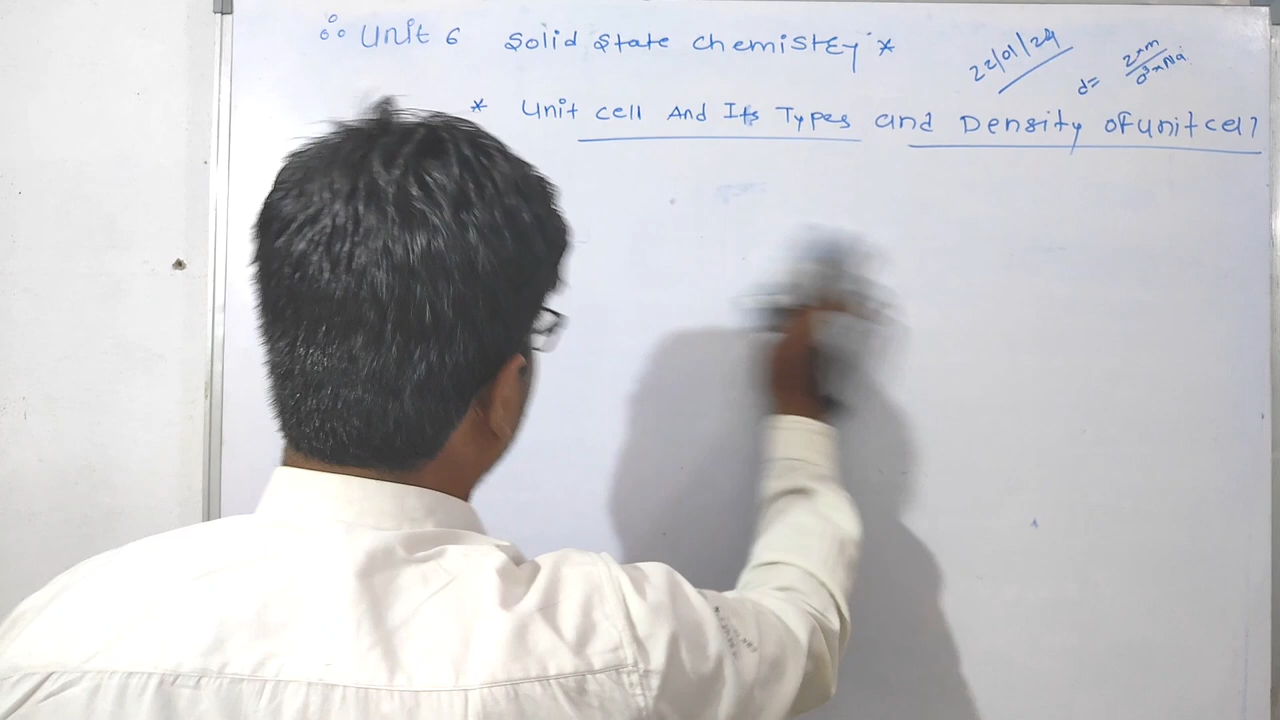 Unit 6 Solid State Chemistry *
22/01/24
d= z×m/a³×Na
* Unit cell And Its Types and Density of unit cell